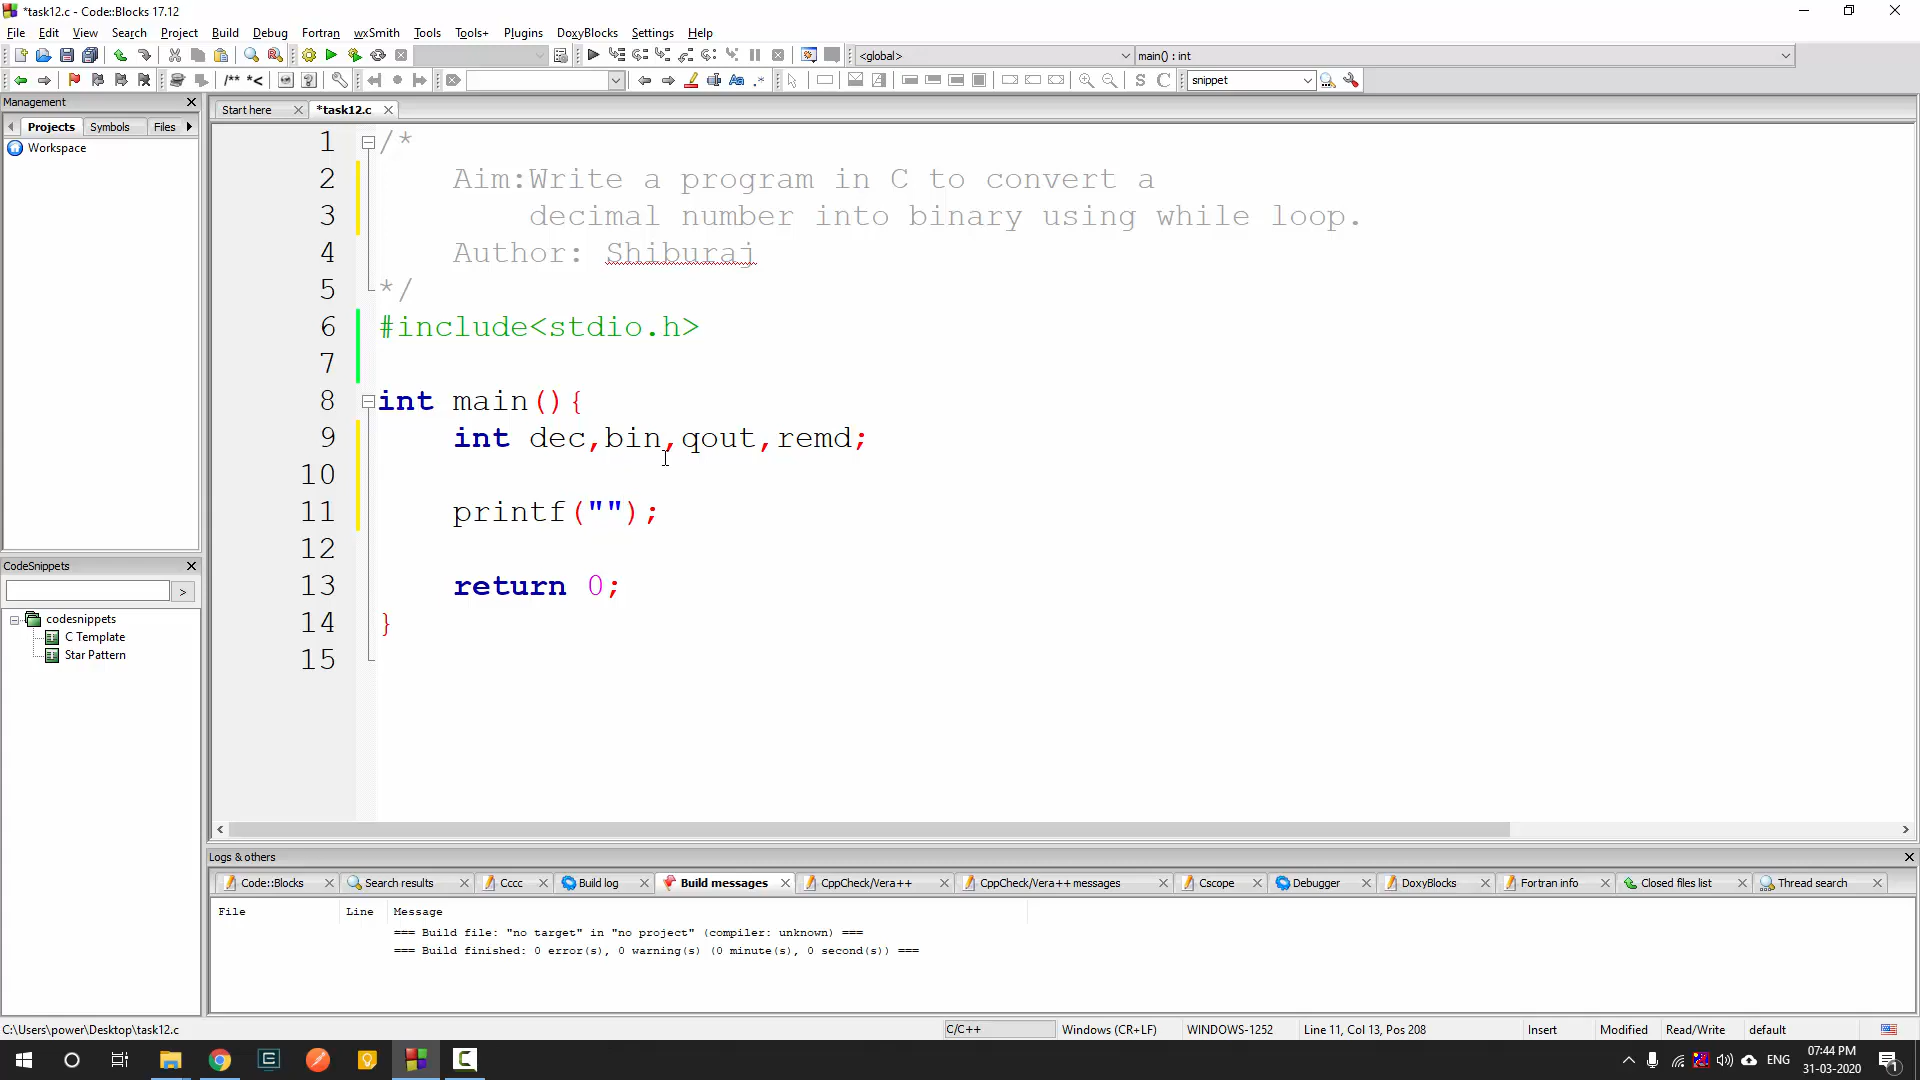 *task12.c - Code::Blocks 17.12
File Edit View Search Project Build Debug Fortran wxSmith Tools Tools+ Plugins DoxyBlocks Settings Help
<global> main() : int
/** *< snippet
Management
Projects Symbols Files
Workspace
CodeSnippets
>
codesnippets
C Template
Star Pattern
Start here *task12.c
1 /*
2 Aim:Write a program in C to convert a
3 decimal number into binary using while loop.
4 Author: Shiburaj
5 */
6 #include<stdio.h>
7
8 int main(){
9 int dec,bin,qout,remd;
10
11 printf("");
12
13 return 0;
14 }
15
Logs & others
Code::Blocks Search results Cccc Build log Build messages CppCheck/Vera++ CppCheck/Vera++ messages Cscope Debugger DoxyBlocks Fortran info Closed files list Thread search
File Line Message
=== Build file: "no target" in "no project" (compiler: unknown) ===
=== Build finished: 0 error(s), 0 warning(s) (0 minute(s), 0 second(s)) ===
C:\Users\power\Desktop\task12.c C/C++ Windows (CR+LF) WINDOWS-1252 Line 11, Col 13, Pos 208 Insert Modified Read/Write default
ENG 07:44 PM
31-03-2020
1